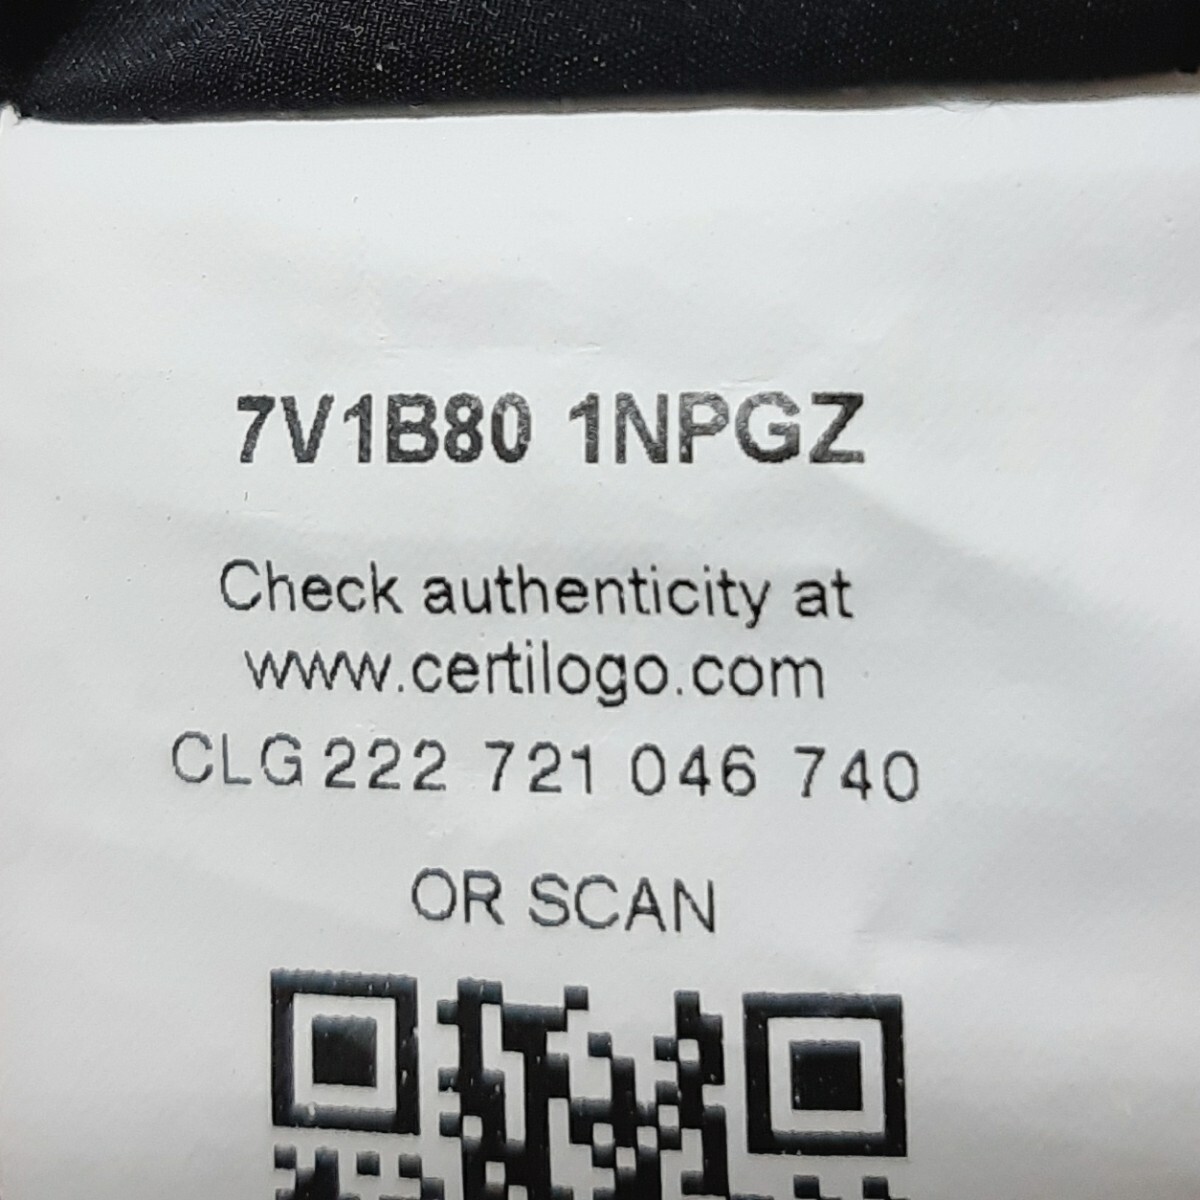 7V1B80 1NPGZ
Check authenticity at
www.certilogo.com
CLG 222 721 046 740
OR SCAN